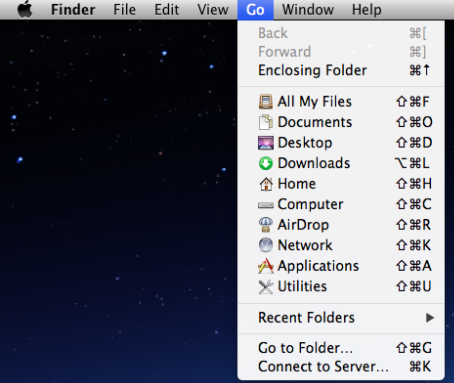 Finder File Edit View Go Window Help
Back ⌘[
Forward ⌘]
Enclosing Folder ⌘↑
All My Files ⇧⌘F
Documents ⇧⌘O
Desktop ⇧⌘D
Downloads ⌥⌘L
Home ⇧⌘H
Computer ⇧⌘C
AirDrop ⇧⌘R
Network ⇧⌘K
Applications ⇧⌘A
Utilities ⇧⌘U
Recent Folders ▶
Go to Folder... ⇧⌘G
Connect to Server... ⌘K